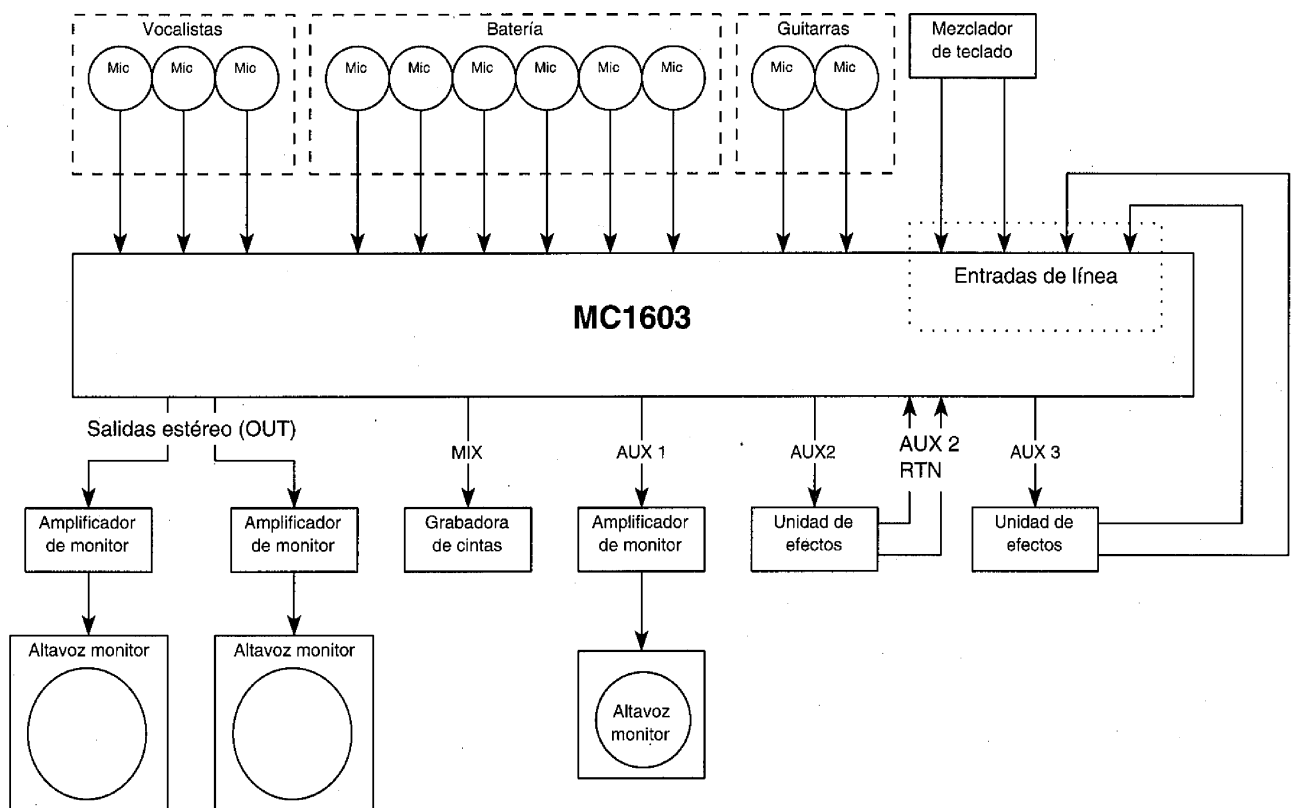 Vocalistas
Batería
Guitarras
Mezclador
de teclado
Mic
Mic
Mic
Mic
Mic
Mic
Mic
Mic
Mic
Mic
Mic
Entradas de línea
MC1603
Salidas estéreo (OUT)
MIX
AUX 1
AUX2
AUX 2
RTN
AUX 3
Amplificador
de monitor
Amplificador
de monitor
Grabadora
de cintas
Amplificador
de monitor
Unidad de
efectos
Unidad de
efectos
Altavoz monitor
Altavoz monitor
Altavoz
monitor